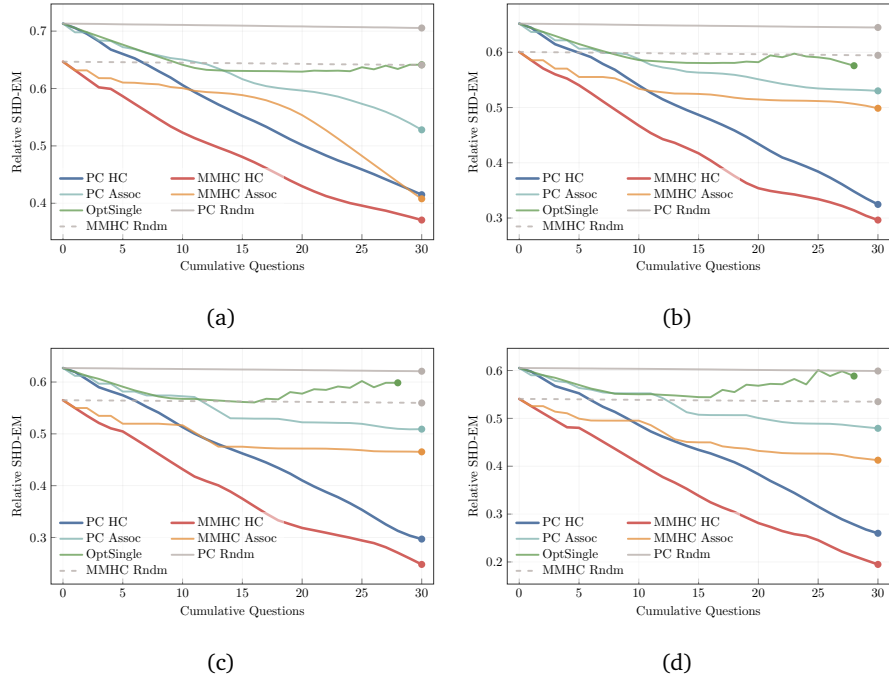 0.7
0.6
0.5
0.4
Relative SHD-EM
PC HC
MMHC HC
PC Assoc
MMHC Assoc
OptSingle
PC Rndm
MMHC Rndm
0 5 10 15 20 25 30
Cumulative Questions
(a)
0.6
0.5
0.4
0.3
Relative SHD-EM
PC HC
MMHC HC
PC Assoc
MMHC Assoc
OptSingle
PC Rndm
MMHC Rndm
0 5 10 15 20 25 30
Cumulative Questions
(b)
0.6
0.5
0.4
0.3
Relative SHD-EM
PC HC
MMHC HC
PC Assoc
MMHC Assoc
OptSingle
PC Rndm
MMHC Rndm
0 5 10 15 20 25 30
Cumulative Questions
(c)
0.6
0.5
0.4
0.3
0.2
Relative SHD-EM
PC HC
MMHC HC
PC Assoc
MMHC Assoc
OptSingle
PC Rndm
MMHC Rndm
0 5 10 15 20 25 30
Cumulative Questions
(d)